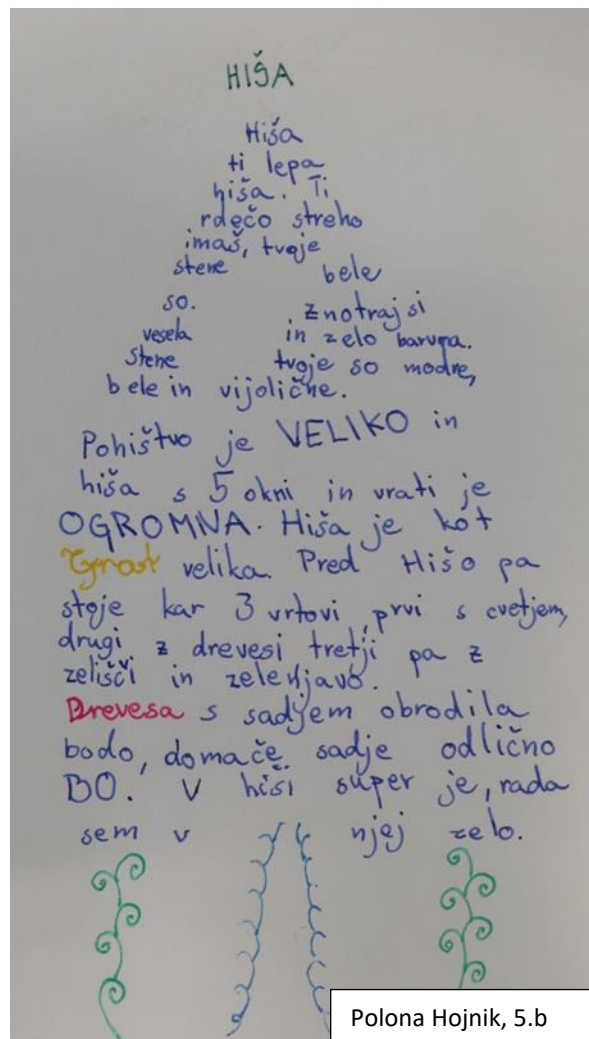 HIŠA
Hiša
ti lepa
hiša. Ti
rdečo streho
imaš, tvoje
stene bele
so. Znotraj si
vesela in zelo barvna.
Stene tvoje so modre,
bele in vijolične.
Pohištvo je VELIKO in
hiša s 5 okni in vrati je
OGROMNA. Hiša je kot
Grad velika. Pred Hišo pa
stoje kar 3 vrtovi, prvi s cvetjem,
drugi z drevesi tretji pa z
zelišči in zelenjavo.
Drevesa s sadjem obrodila
bodo, domače sadje odlično
BO. V hiši super je, rada
sem v njej zelo.
Polona Hojnik, 5.b